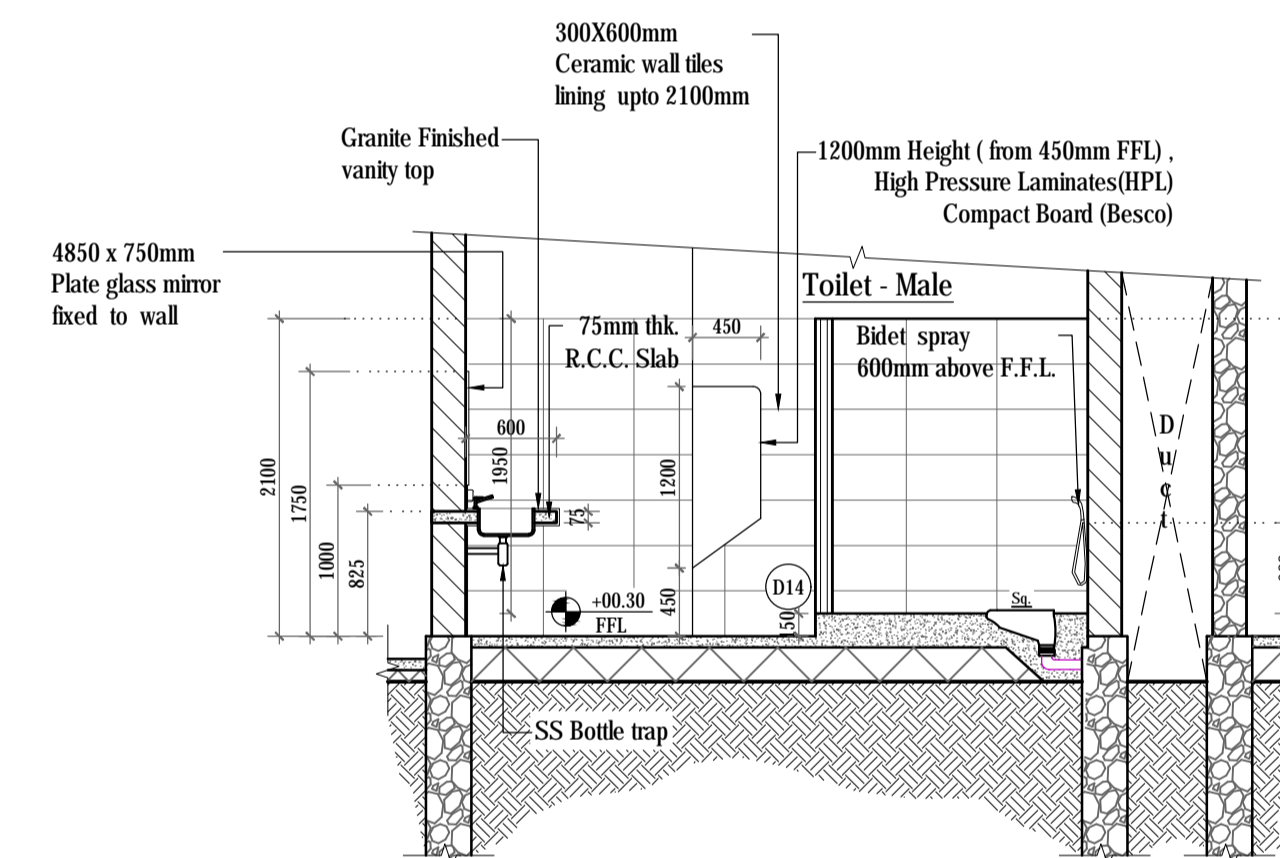 300X600mm
Ceramic wall tiles
lining upto 2100mm
Granite Finished
vanity top
1200mm Height ( from 450mm FFL) ,
High Pressure Laminates(HPL)
Compact Board (Besco)
4850 x 750mm
Plate glass mirror
fixed to wall
Toilet - Male
75mm thk.
R.C.C. Slab
450
Bidet spray
600mm above F.F.L.
600
Duct
2100
1750
1950
1200
1000
825
75
450
D14
+00.30
FFL
150
Sq.
SS Bottle trap